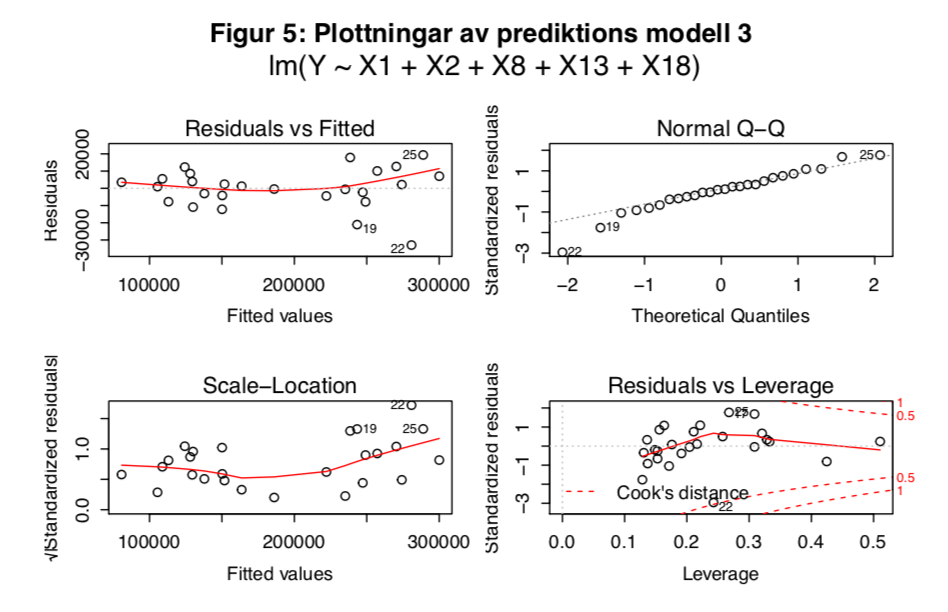 Figur 5: Plottningar av prediktions modell 3
lm(Y ~ X1 + X2 + X8 + X13 + X18)
Residuals vs Fitted
Residuals
−30000 20000
25
19
22
100000 200000 300000
Fitted values
Normal Q−Q
Standardized residuals
−3 −1 1
25
19
22
−2 −1 0 1 2
Theoretical Quantiles
Scale−Location
√|Standardized residuals|
0.0 1.0
22
19
25
100000 200000 300000
Fitted values
Residuals vs Leverage
Standardized residuals
−3 −1 1
1
0.5
0.5
1
25
Cook's distance
22
0.0 0.1 0.2 0.3 0.4 0.5
Leverage